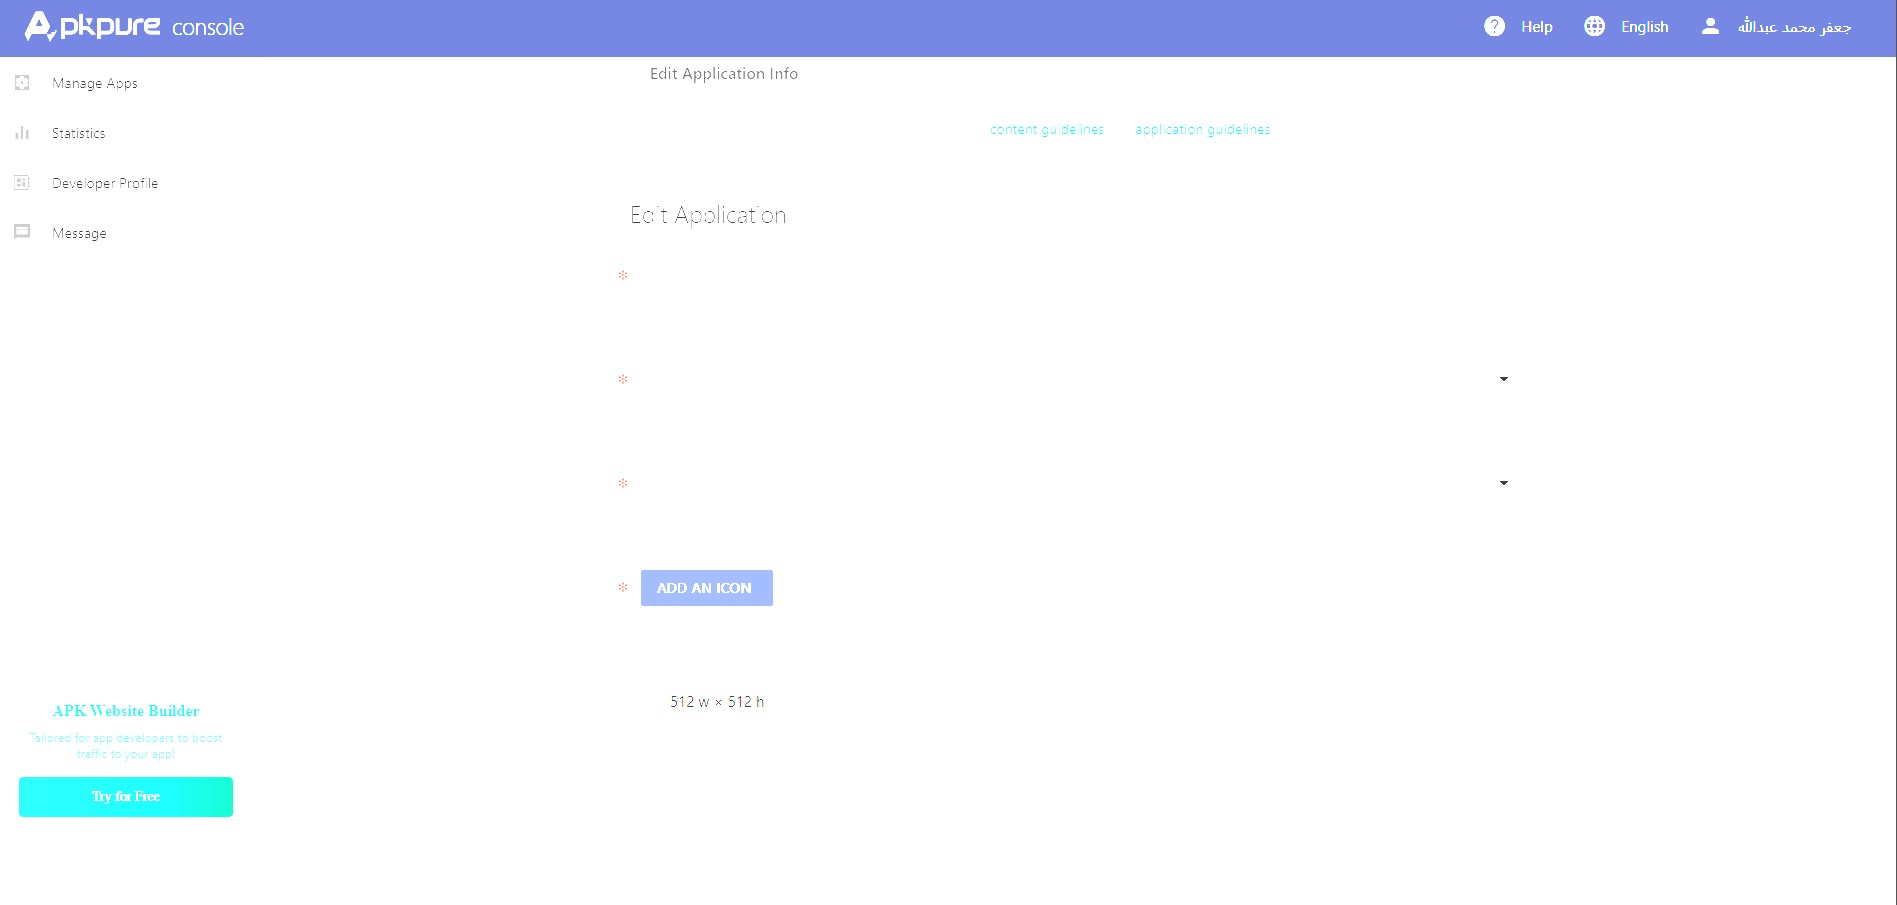 Apkpure console
Help
English
جعفر محمد عبدالله
Manage Apps
Statistics
Developer Profile
Message
Edit Application Info
content guidelines
application guidelines
Edit Application
*
*
*
* ADD AN ICON
512 w × 512 h
APK Website Builder
Tailored for app developers to boost
traffic to your app!
Try for Free